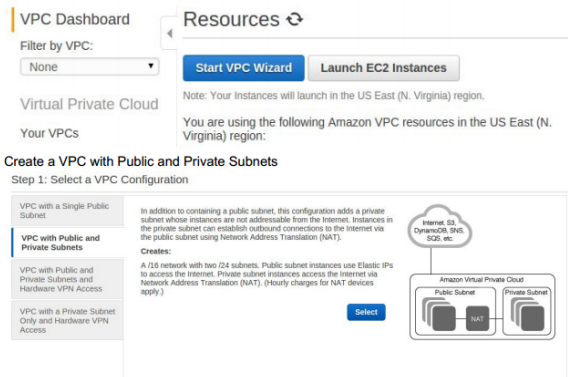 VPC Dashboard
Filter by VPC:
None
Virtual Private Cloud
Your VPCs
Resources
Start VPC Wizard
Launch EC2 Instances
Note: Your Instances will launch in the US East (N. Virginia) region.
You are using the following Amazon VPC resources in the US East (N.
Virginia) region:
Create a VPC with Public and Private Subnets
Step 1: Select a VPC Configuration
VPC with a Single Public
Subnet
VPC with Public and
Private Subnets
VPC with Public and
Private Subnets and
Hardware VPN Access
VPC with a Private Subnet
Only and Hardware VPN
Access
In addition to containing a public subnet, this configuration adds a private
subnet whose instances are not addressable from the Internet. Instances in
the private subnet can establish outbound connections to the Internet via
the public subnet using Network Address Translation (NAT).
Creates:
A /16 network with two /24 subnets. Public subnet instances use Elastic IPs
to access the Internet. Private subnet instances access the Internet via
Network Address Translation (NAT). (Hourly charges for NAT devices
apply.)
Select
Internet, S3,
DynamoDB, SNS,
SQS, etc.
Amazon Virtual Private Cloud
Public Subnet
Private Subnet
NAT